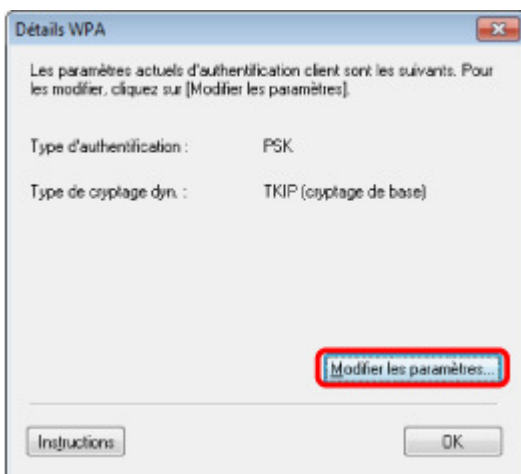 Détails WPA
Les paramètres actuels d'authentification client sont les suivants. Pour
les modifier, cliquez sur [Modifier les paramètres].
Type d'authentification : PSK
Type de cryptage dyn. : TKIP (cryptage de base)
Modifier les paramètres...
Instructions OK